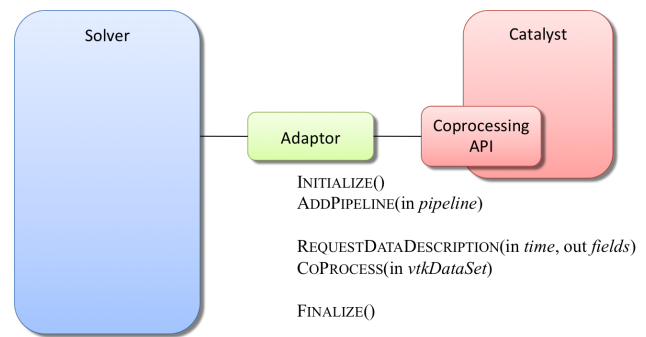 Solver
Catalyst
Adaptor
Coprocessing
API
INITIALIZE()
ADDPIPELINE(in pipeline)
REQUESTDATADESCRIPTION(in time, out fields)
COPROCESS(in vtkDataSet)
FINALIZE()